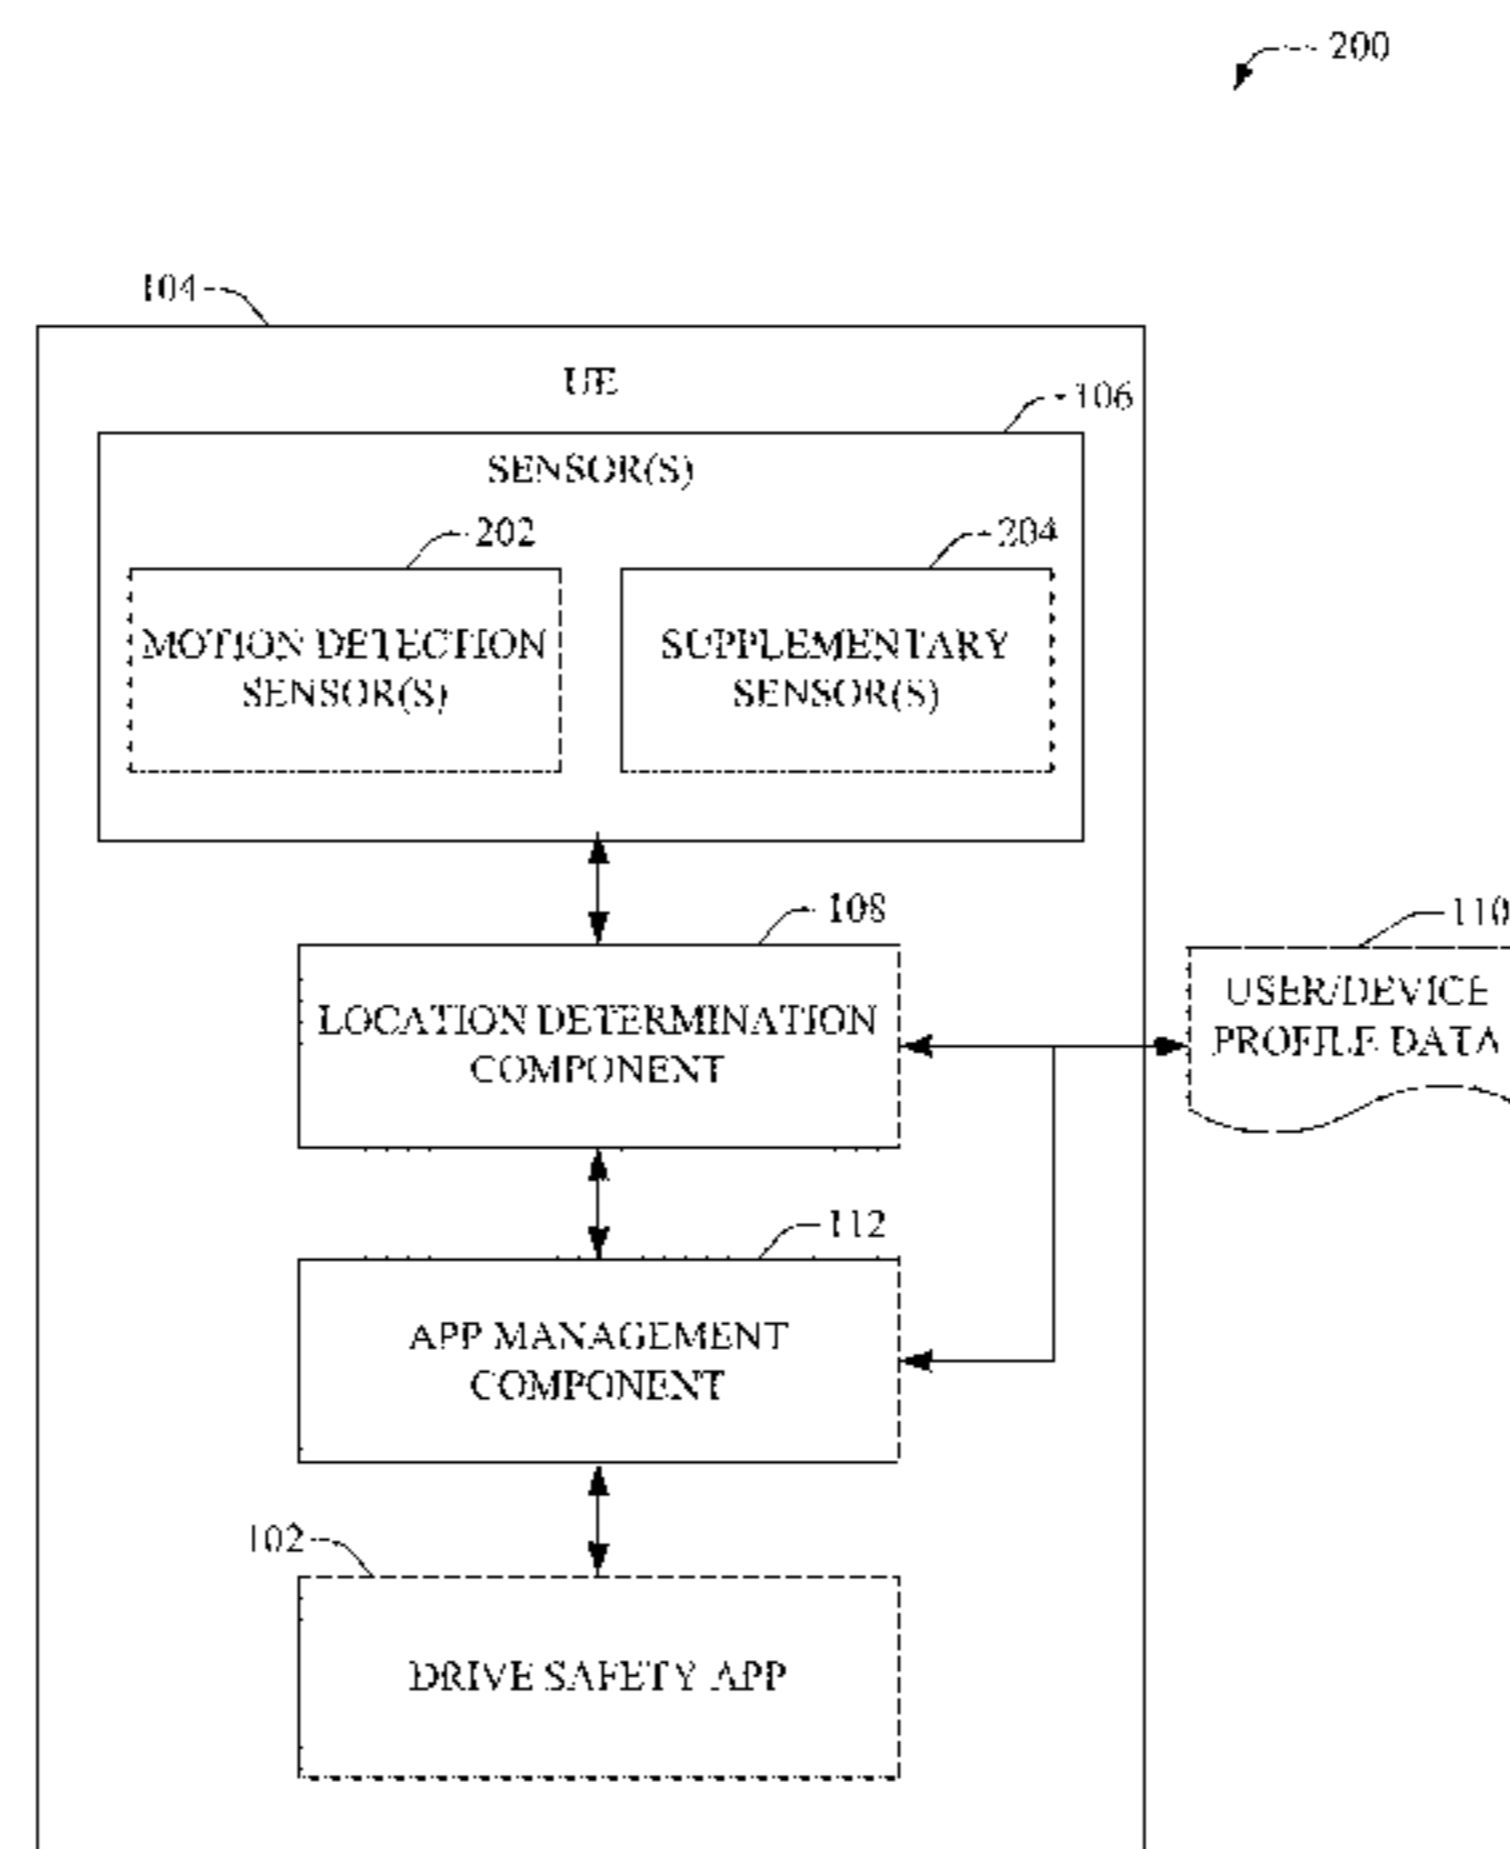 200
104
UE
106
SENSOR(S)
202
204
MOTION DETECTION
SENSOR(S)
SUPPLEMENTARY
SENSOR(S)
108
110
LOCATION DETERMINATION
COMPONENT
USER/DEVICE
PROFILE DATA
112
APP MANAGEMENT
COMPONENT
102
DRIVE SAFETY APP